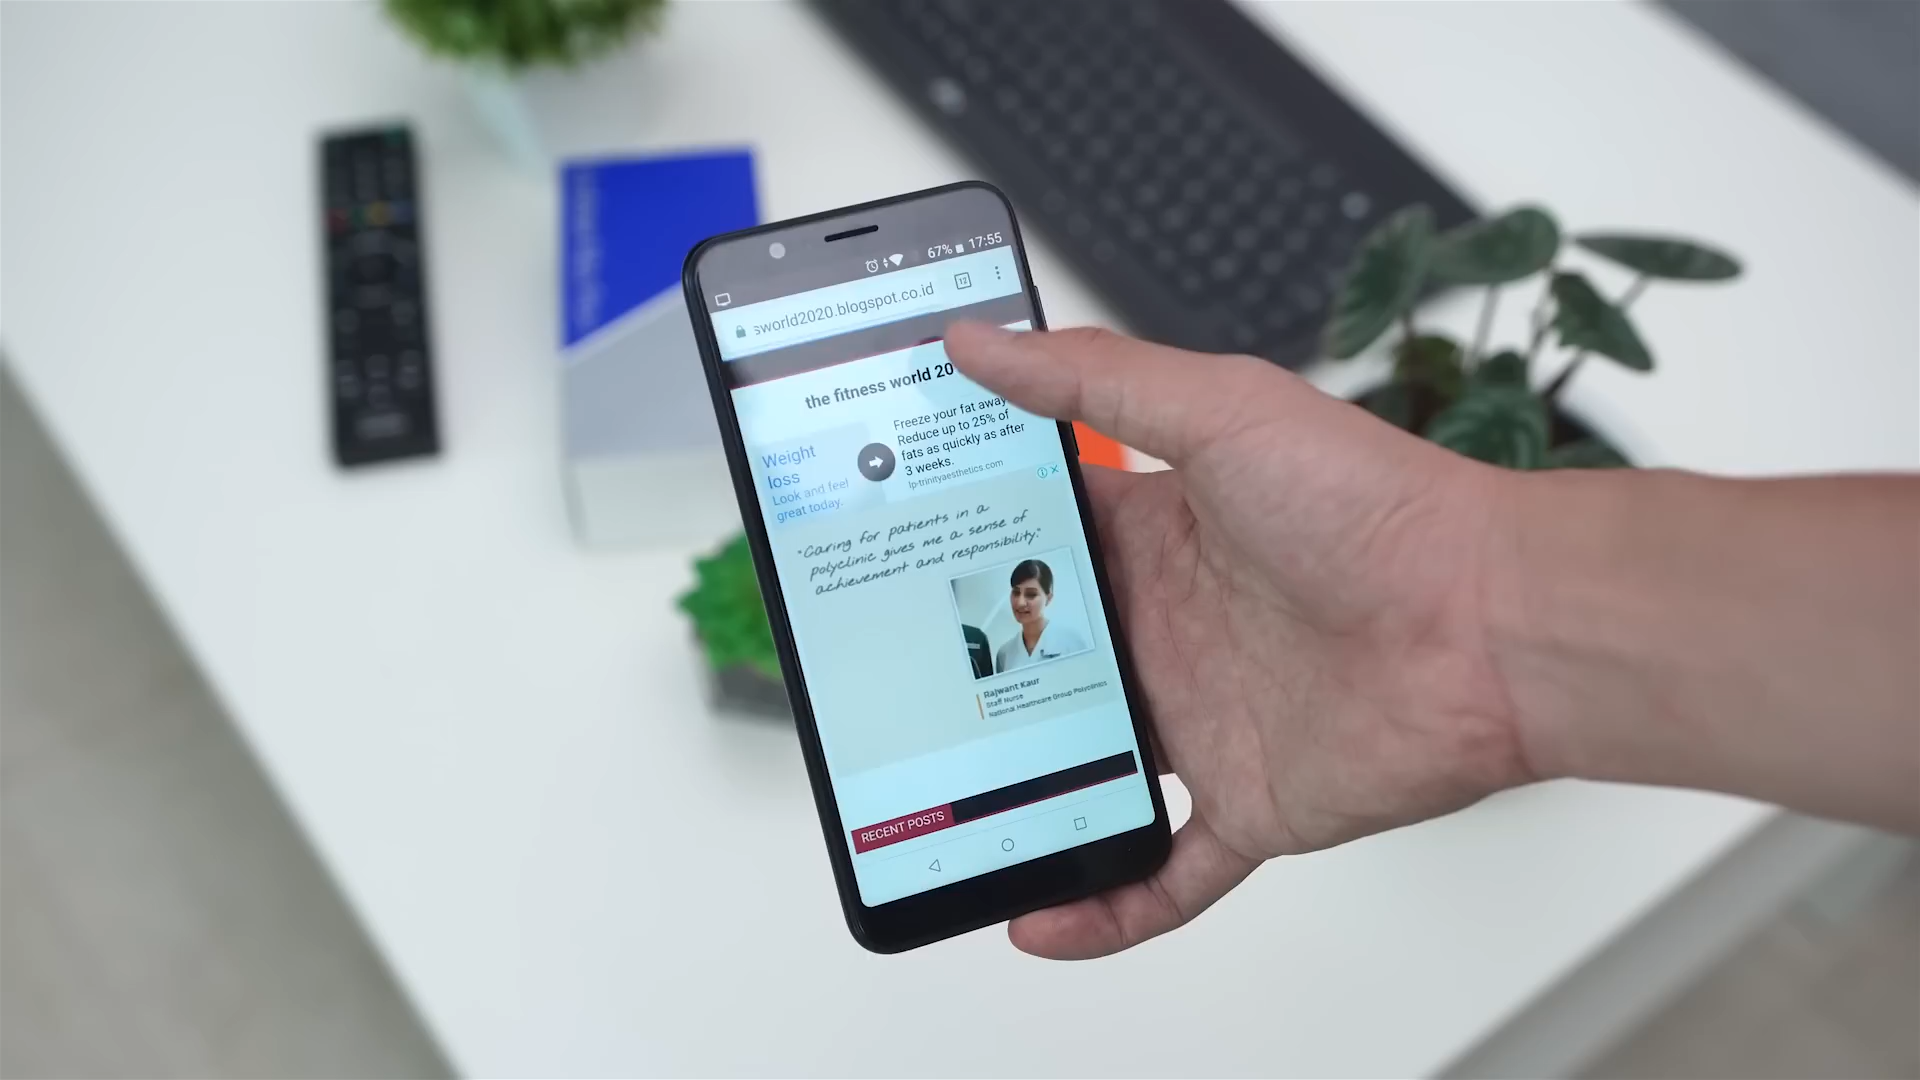 67% 17:55
sworld2020.blogspot.co.id
12
the fitness world 20
Weight
loss
Look and feel
great today.
Freeze your fat away
Reduce up to 25% of
fats as quickly as after
3 weeks.
lp.trinityaesthetics.com
"Caring for patients in a
polyclinic gives me a sense of
achievement and responsibility."
Rajwant Kaur
Staff Nurse
National Healthcare Group Polyclinics
RECENT POSTS